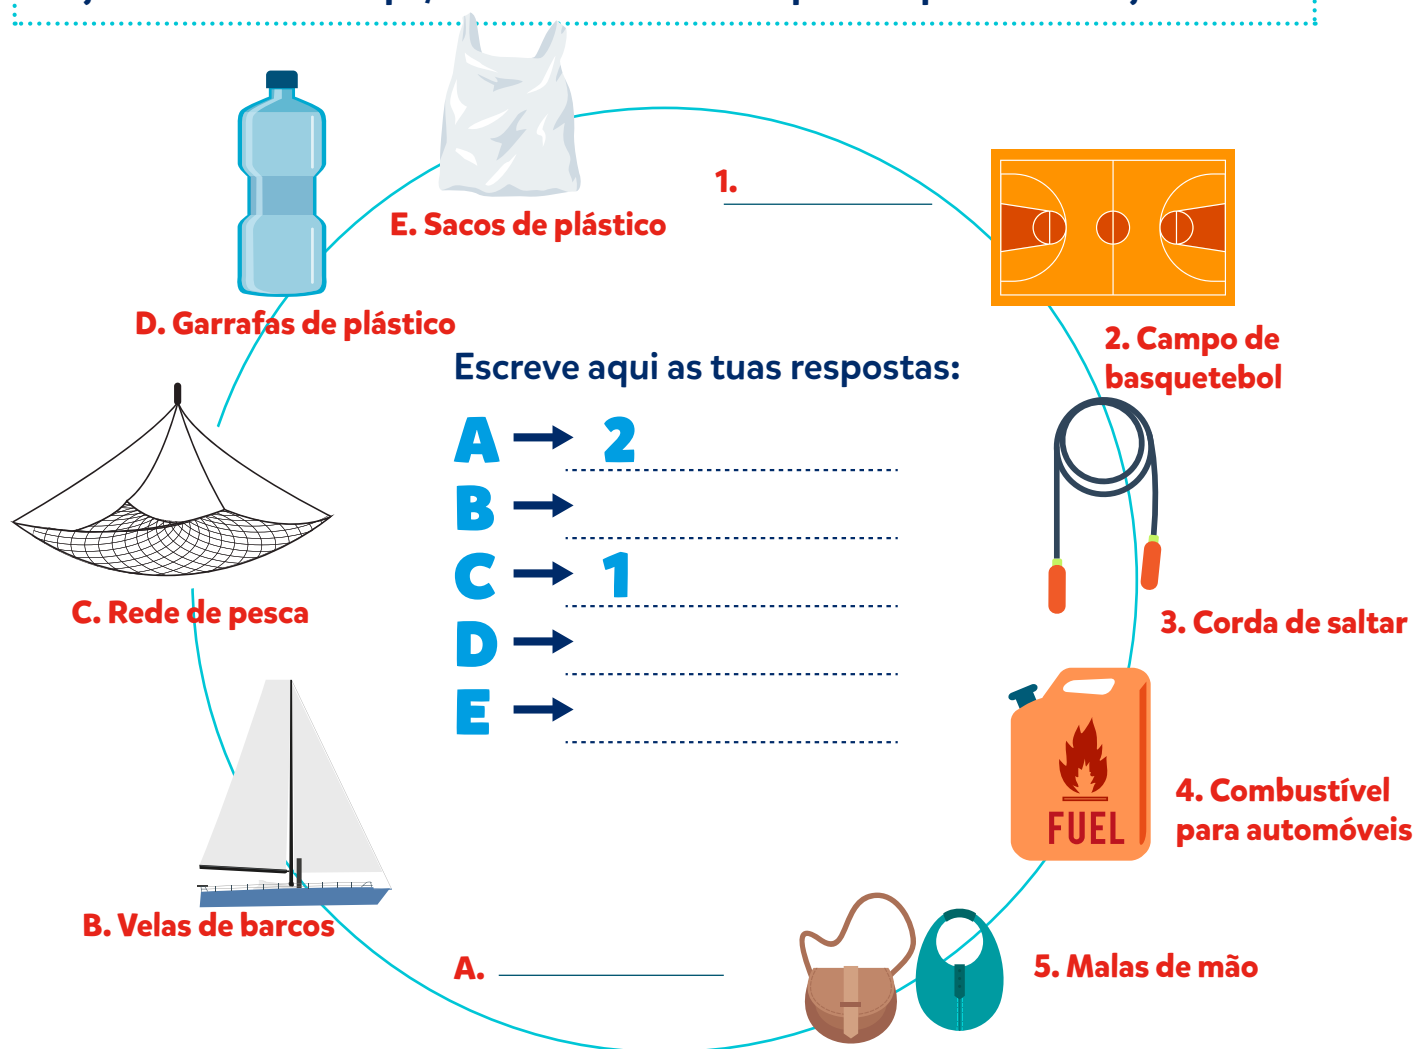 E. Sacos de plástico
1.
D. Garrafas de plástico
2. Campo de
basquetebol
Escreve aqui as tuas respostas:
A 2
B
C 1
D
E
C. Rede de pesca
3. Corda de saltar
FUEL
4. Combustível
para automóveis
B. Velas de barcos
A.
5. Malas de mão